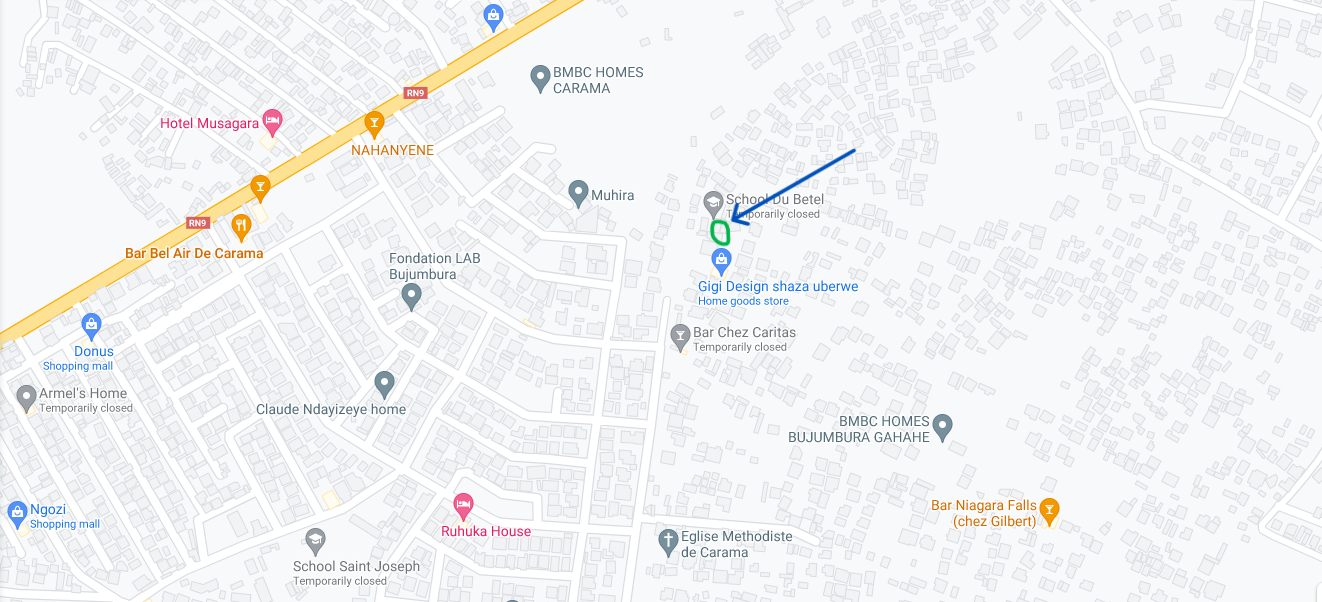 BMBC HOMES
CARAMA
RN9
Hotel Musagara
NAHANYENE
Muhira
School Du Betel
Temporarily closed
RN9
Bar Bel Air De Carama
Fondation LAB
Bujumbura
Gigi Design shaza uberwe
Home goods store
Bar Chez Caritas
Temporarily closed
Donus
Shopping mall
Armel's Home
Temporarily closed
Claude Ndayizeye home
BMBC HOMES
BUJUMBURA GAHAHE
Ngozi
Shopping mall
Ruhuka House
Bar Niagara Falls
(chez Gilbert)
Eglise Methodiste
de Carama
School Saint Joseph
Temporarily closed